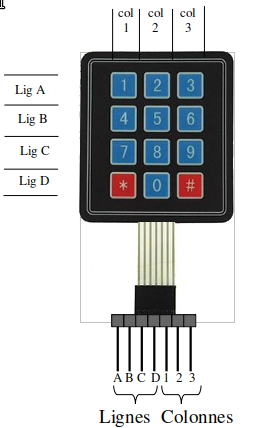 col col col
1 2 3
Lig A
1 2 3
Lig B
4 5 6
Lig C
7 8 9
Lig D
* 0 #
A B C D 1 2 3
Lignes Colonnes